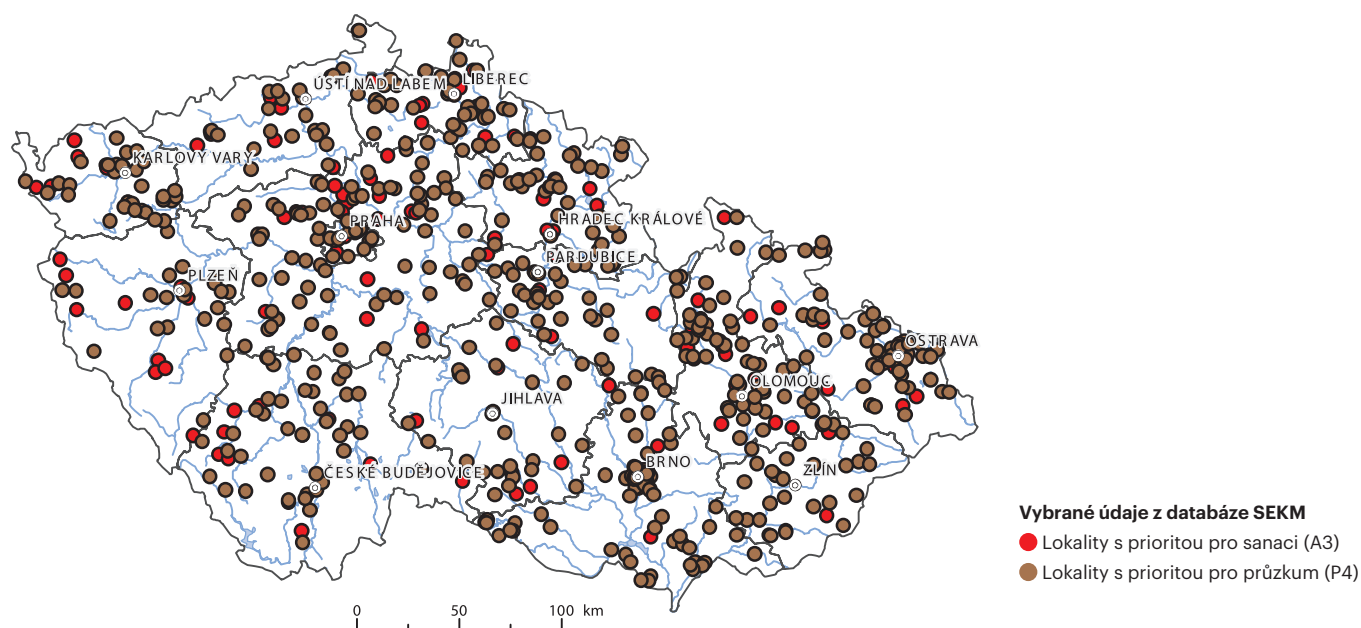 ÚSTÍ NAD LABEM
LIBEREC
KARLOVY VARY
PRAHA
HRADEC KRÁLOVÉ
PARDUBICE
PLZEŇ
OSTRAVA
OLOMOUC
JIHLAVA
BRNO
ZLÍN
ČESKÉ BUDĚJOVICE
Vybrané údaje z databáze SEKM
Lokality s prioritou pro sanaci (A3)
Lokality s prioritou pro průzkum (P4)
0 50 100 km